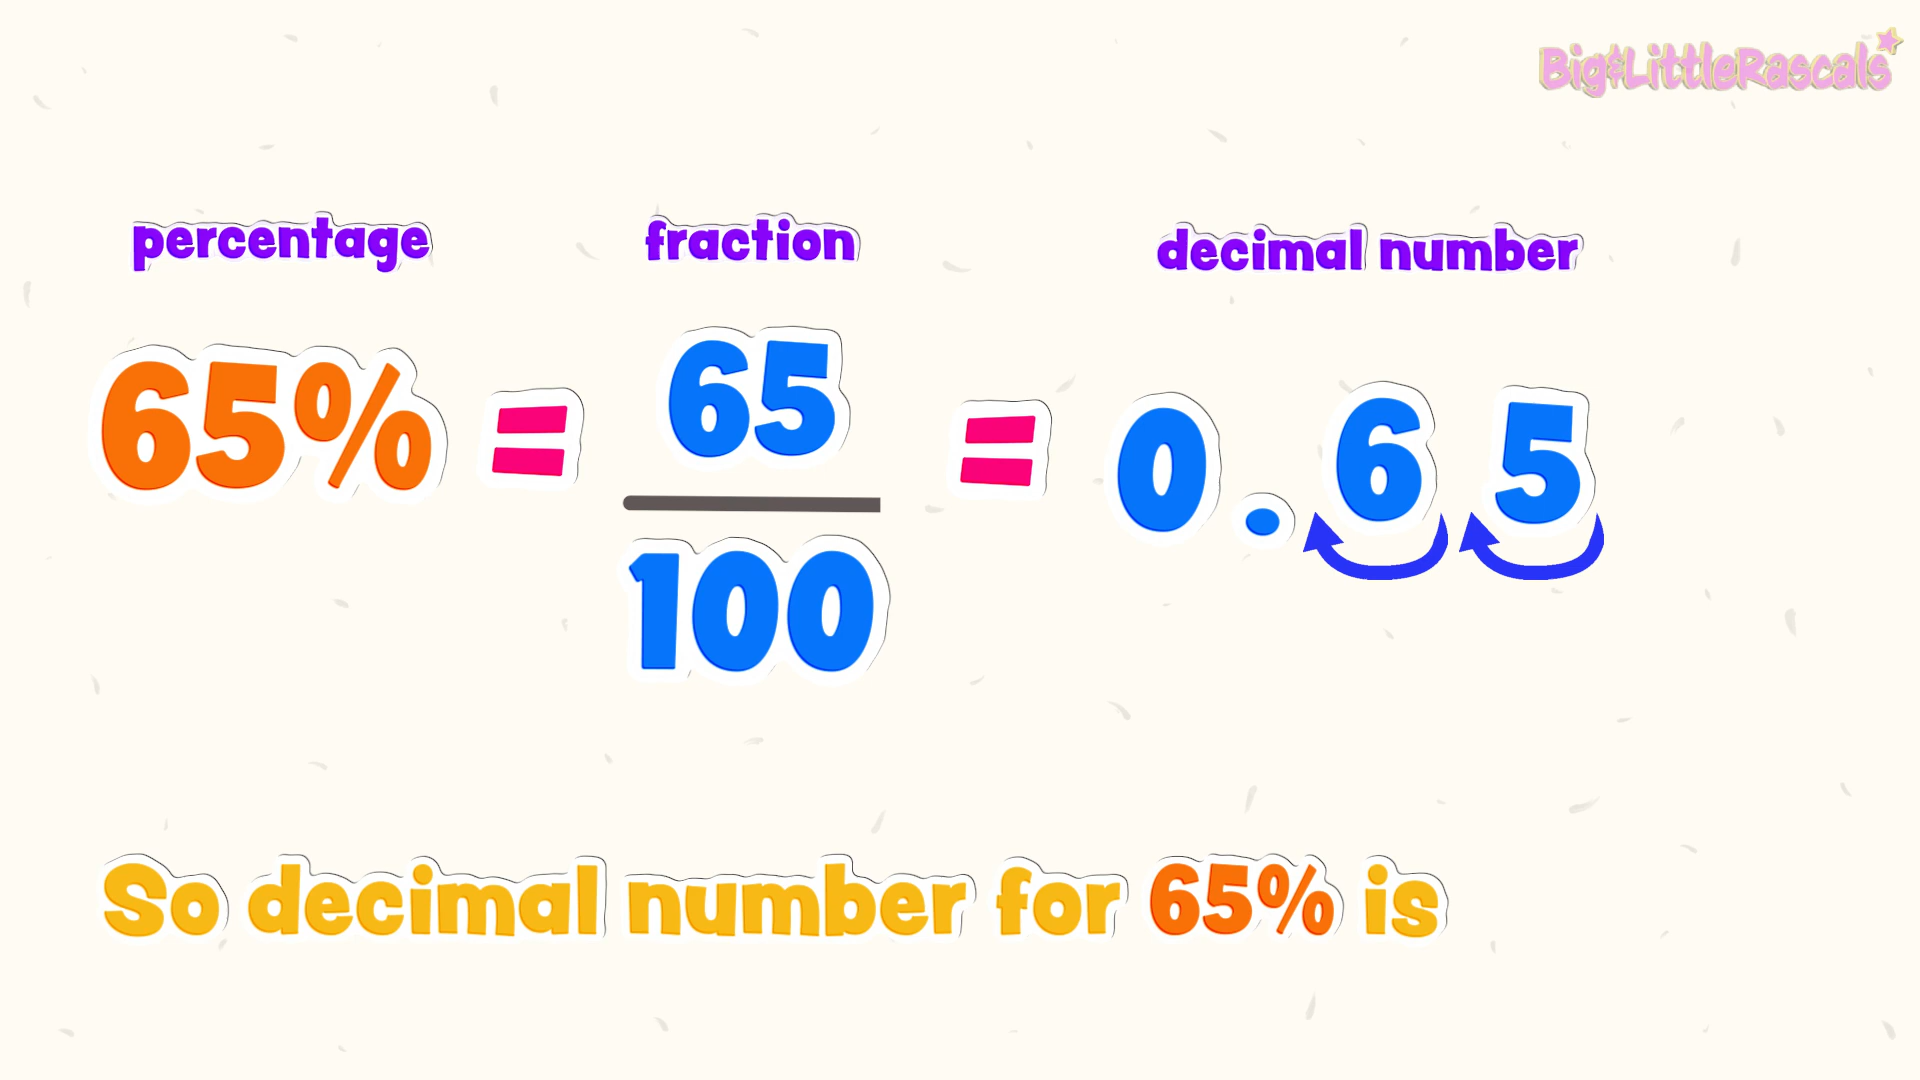 Big&LittleRascals
percentage fraction decimal number
65% = 65/100 = 0.65
So decimal number for 65% is